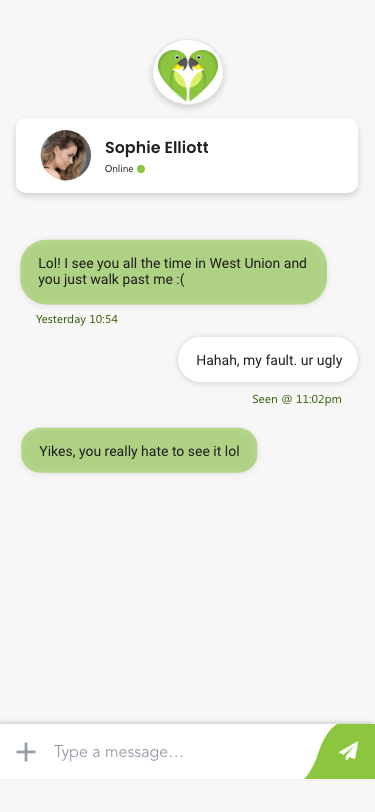 Sophie Elliott
Online
Lol! I see you all the time in West Union and
you just walk past me :(
Yesterday 10:54
Hahah, my fault. ur ugly
Seen @ 11:02pm
Yikes, you really hate to see it lol
Type a message...